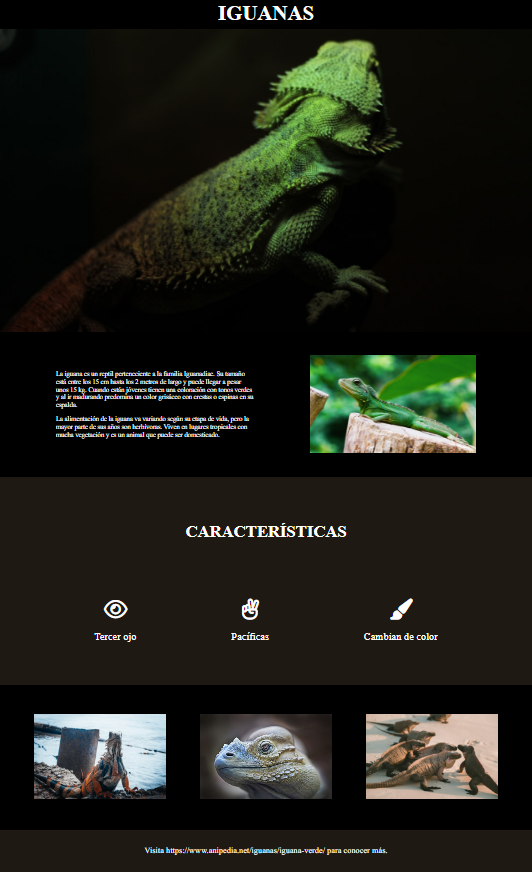 IGUANAS
La iguana es un reptil perteneciente a la familia Iguanadiae. Su tamaño
está entre los 15 cm hasta los 2 metros de largo y puede llegar a pesar
unos 15 kg. Cuando están jóvenes tienen una coloración con tonos verdes
y al ir madurando predomina un color grisáceo con crestas o espinas en su
espalda.
La alimentación de la iguana va variando según su etapa de vida, pero la
mayor parte de sus años son herbívoras. Viven en lugares tropicales con
mucha vegetación y es un animal que puede ser domesticado.
CARACTERÍSTICAS
Tercer ojo
Pacíficas
Cambian de color
Visita https://www.anipedia.net/iguanas/iguana-verde/ para conocer más.